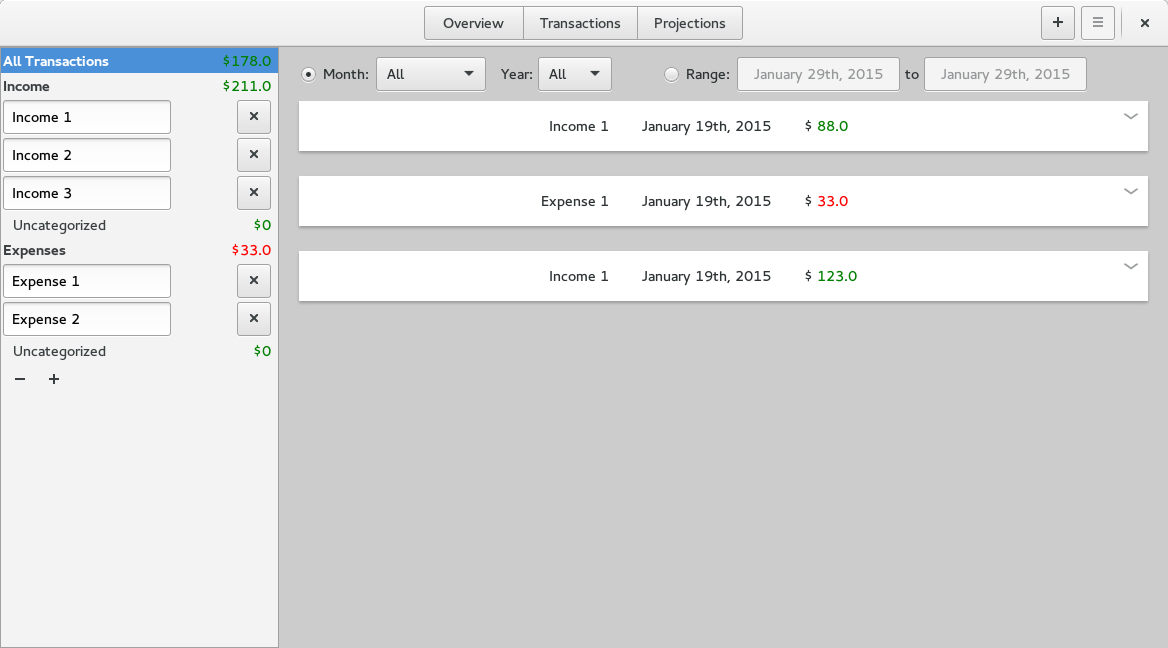 Overview Transactions Projections
All Transactions $178.0
Income $211.0
Income 1
Income 2
Income 3
Uncategorized $0
Expenses $33.0
Expense 1
Expense 2
Uncategorized $0
Month: All Year: All Range: January 29th, 2015 to January 29th, 2015
Income 1 January 19th, 2015 $ 88.0
Expense 1 January 19th, 2015 $ 33.0
Income 1 January 19th, 2015 $ 123.0